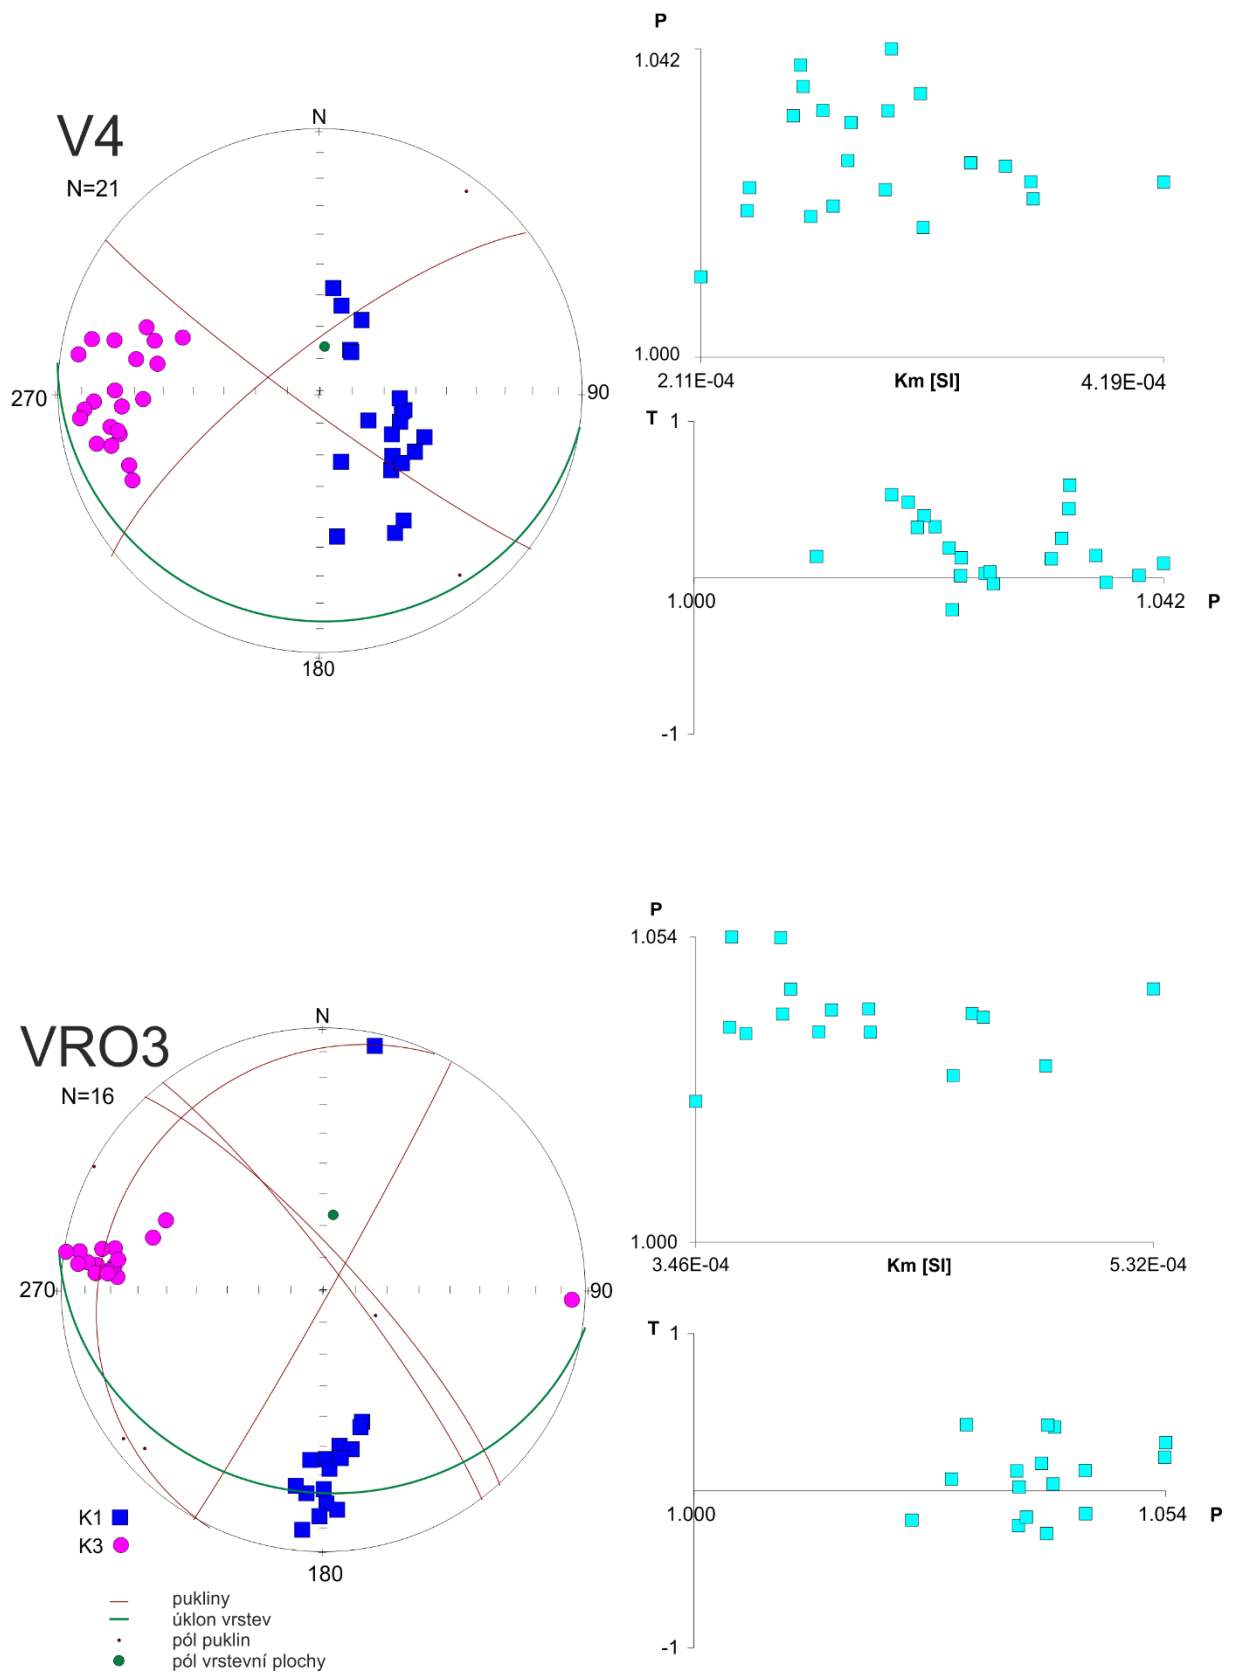 V4
N=21
N
270
90
180
P
1.042
1.000
2.11E-04
Km [SI]
4.19E-04
T
1
1.000
1.042
P
-1
VRO3
N=16
N
270
90
180
K1
K3
pukliny
úklon vrstev
pól puklin
pól vrstevní plochy
P
1.054
1.000
3.46E-04
Km [SI]
5.32E-04
T
1
1.000
1.054
P
-1